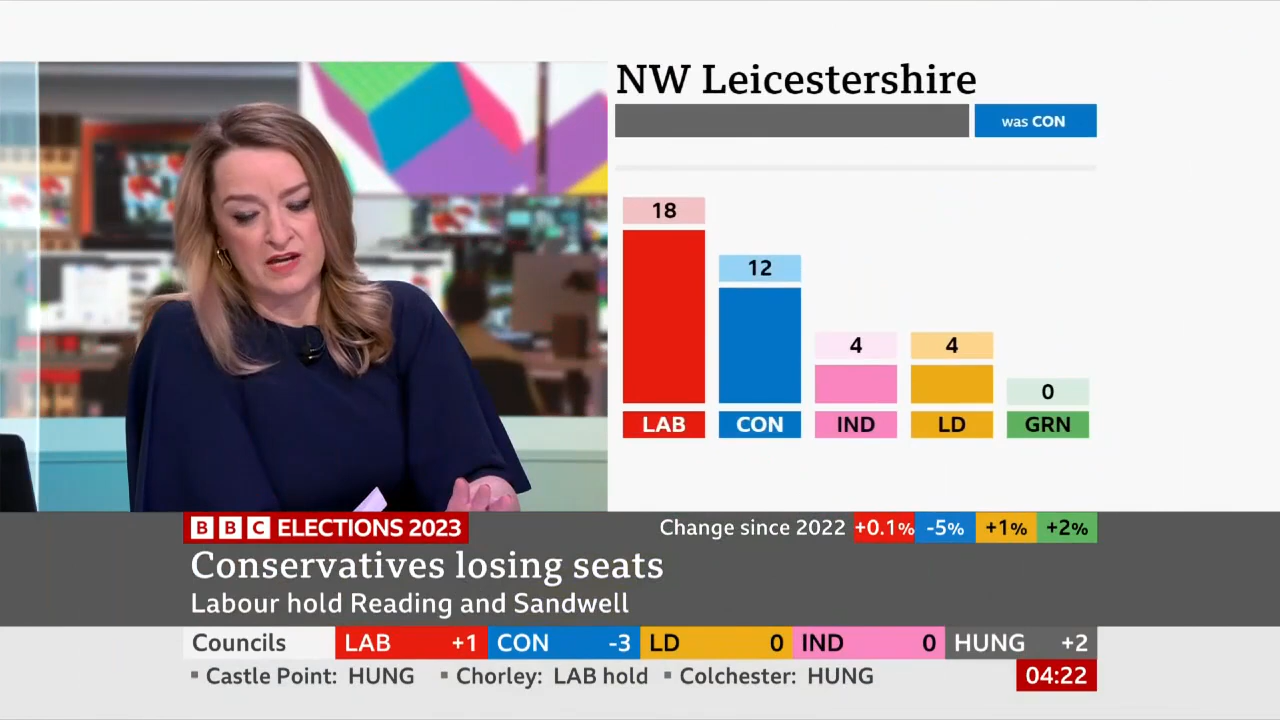 NW Leicestershire
was CON
18
12
4
4
0
LAB
CON
IND
LD
GRN
BBC ELECTIONS 2023
Change since 2022 +0.1% -5% +1% +2%
Conservatives losing seats
Labour hold Reading and Sandwell
Councils LAB +1 CON -3 LD 0 IND 0 HUNG +2
▪ Castle Point: HUNG ▪ Chorley: LAB hold ▪ Colchester: HUNG
04:22